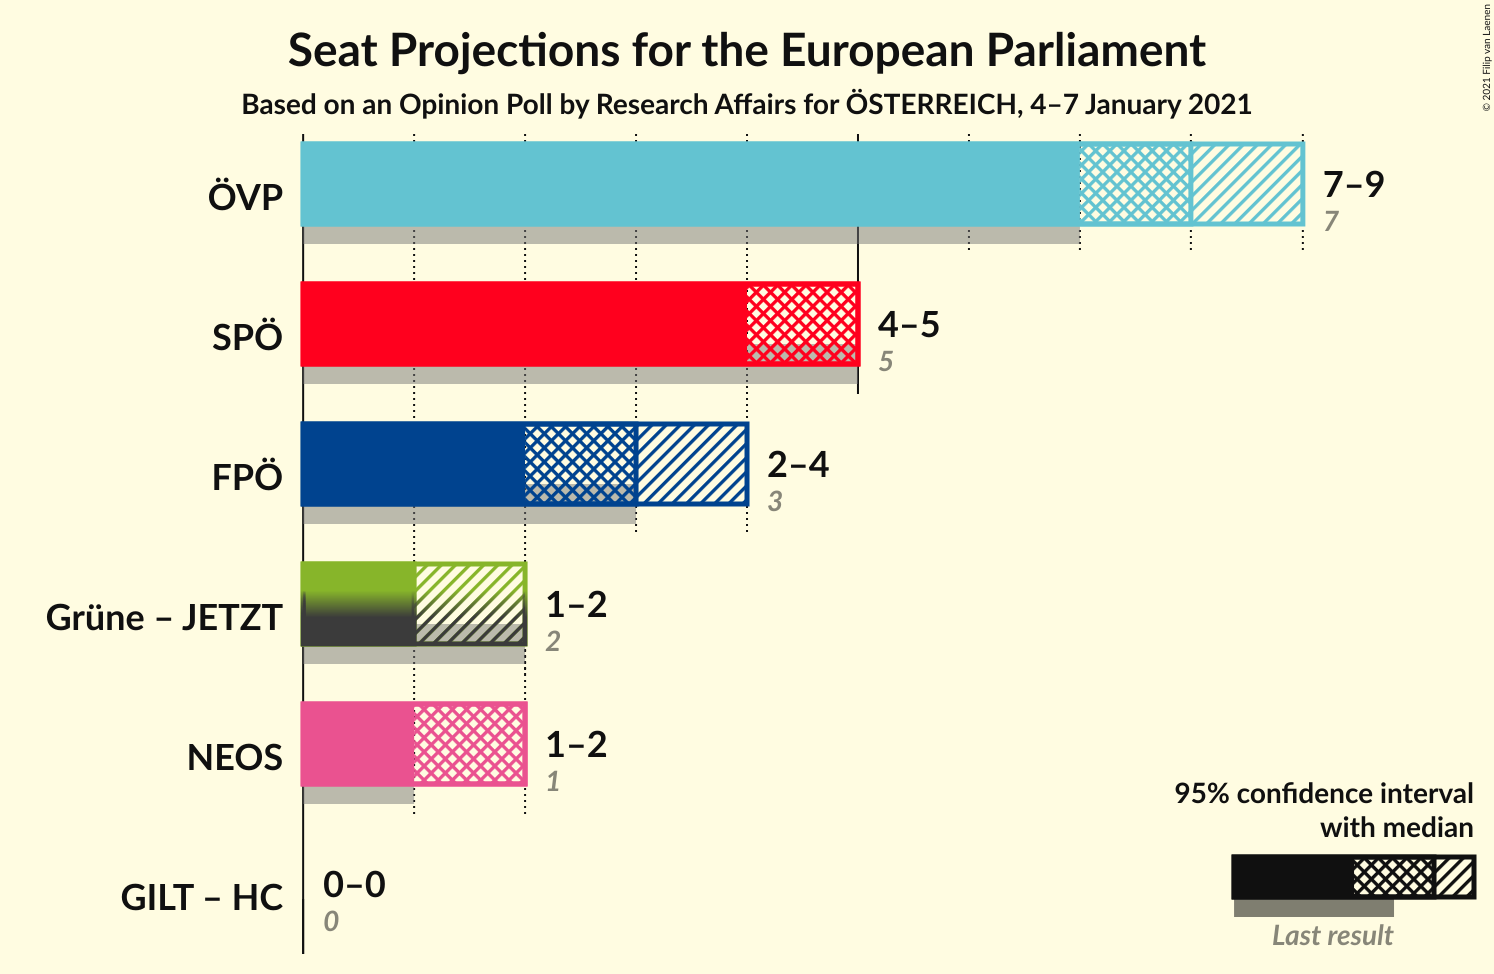 Seat Projections for the European Parliament
Based on an Opinion Poll by Research Affairs for ÖSTERREICH, 4–7 January 2021
© 2021 Filip van Laenen
ÖVP
7–9
7
SPÖ
4–5
5
FPÖ
2–4
3
Grüne – JETZT
1–2
2
NEOS
1–2
1
GILT – HC
0–0
0
95% confidence interval
with median
Last result